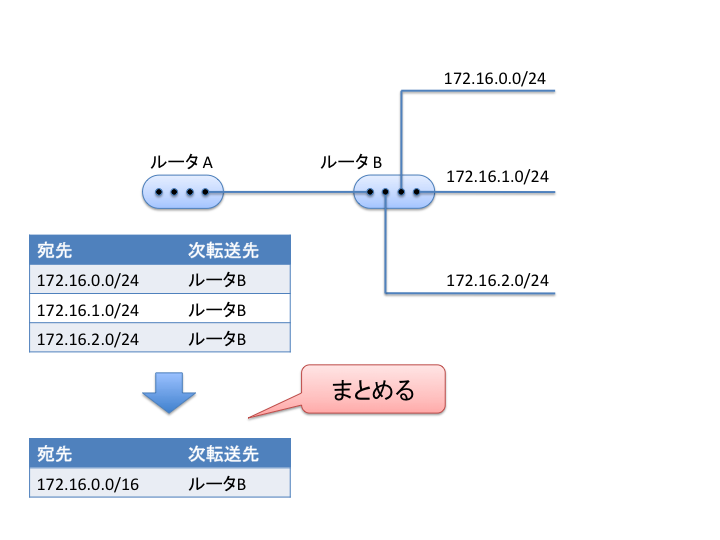 172.16.0.0/24
ルータA ルータB
172.16.1.0/24
172.16.2.0/24
宛先 次転送先
172.16.0.0/24 ルータB
172.16.1.0/24 ルータB
172.16.2.0/24 ルータB
まとめる
宛先 次転送先
172.16.0.0/16 ルータB